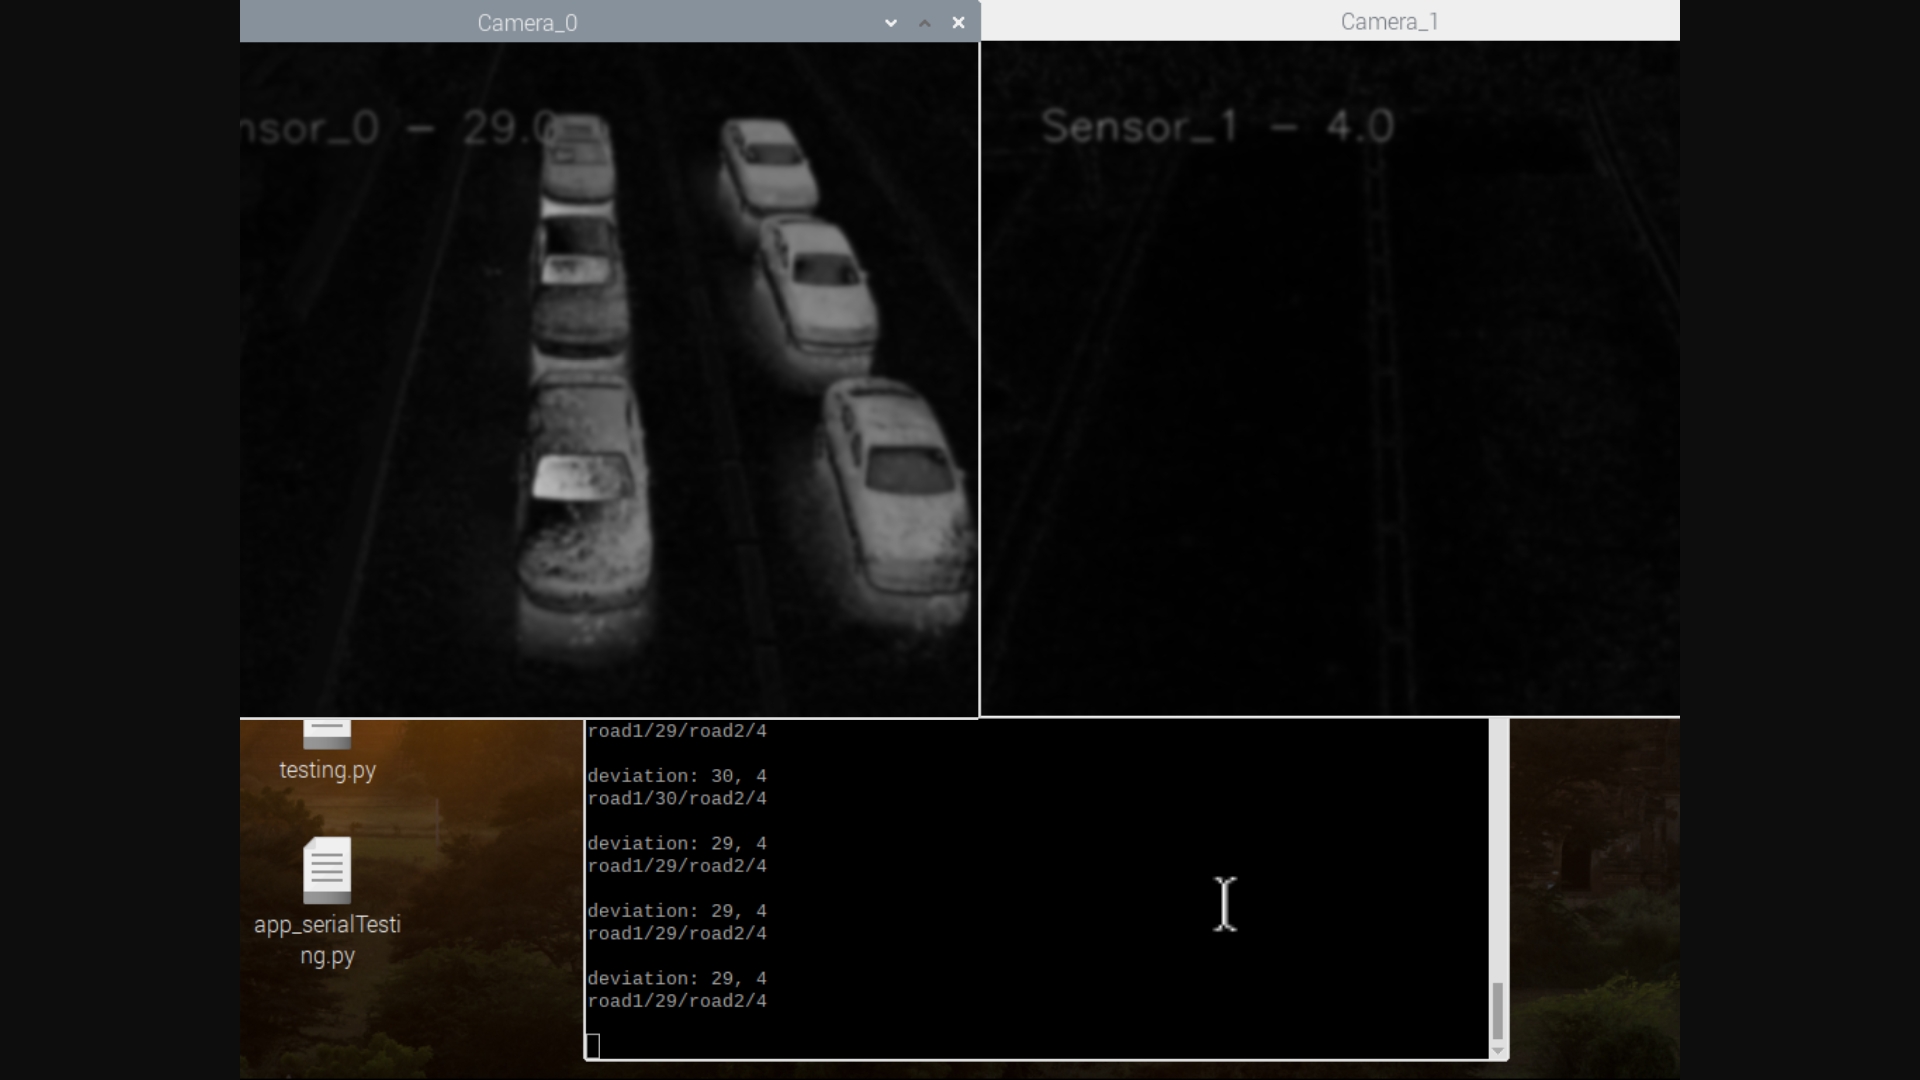 Camera_0
Camera_1
nsor_0 - 29.0
Sensor_1 - 4.0
testing.py
app_serialTesti
ng.py
road1/29/road2/4
deviation: 30, 4
road1/30/road2/4
deviation: 29, 4
road1/29/road2/4
deviation: 29, 4
road1/29/road2/4
deviation: 29, 4
road1/29/road2/4